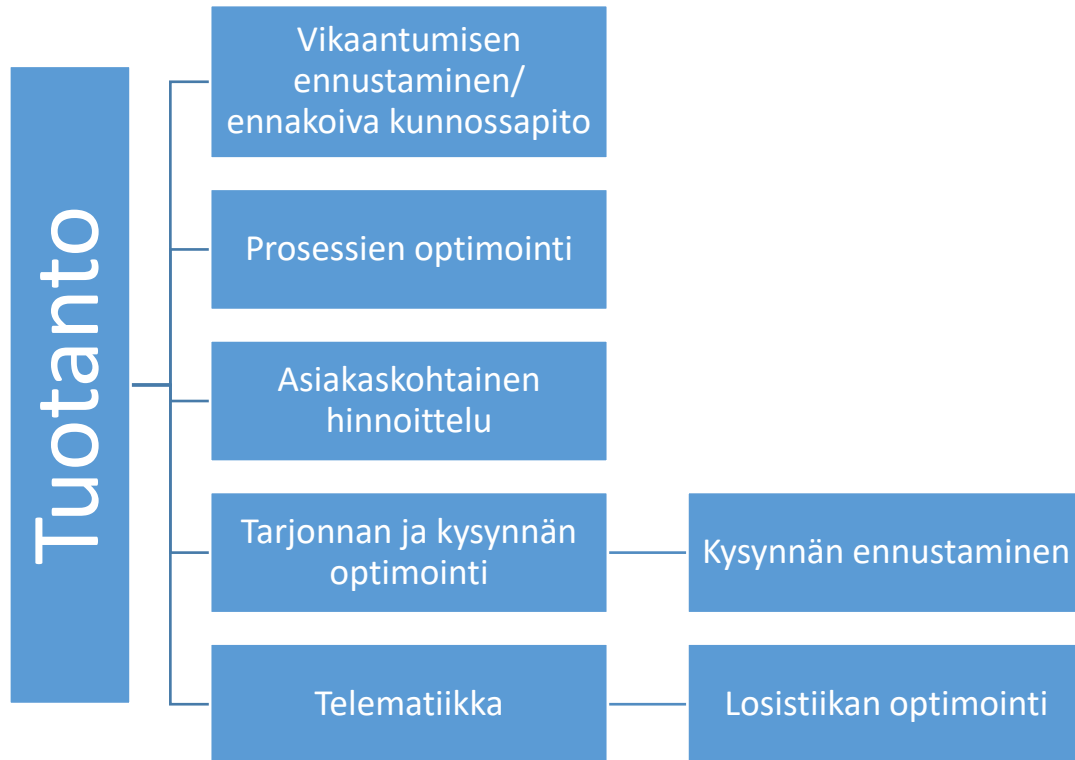 Tuotanto
Vikaantumisen
ennustaminen/
ennakoiva kunnossapito
Prosessien optimointi
Asiakaskohtainen
hinnoittelu
Tarjonnan ja kysynnän
optimointi
Kysynnän ennustaminen
Telematiikka
Losistiikan optimointi